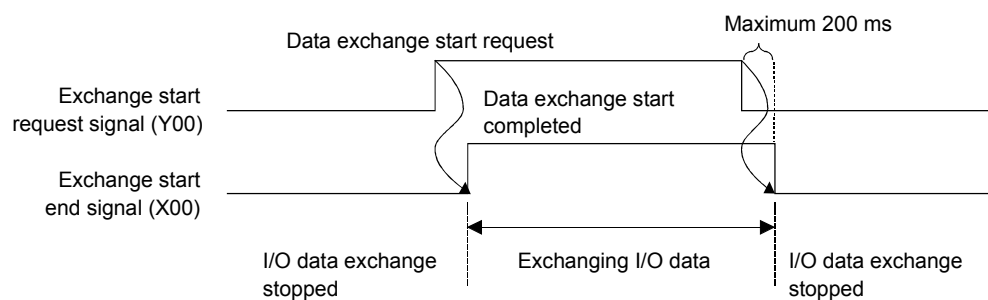 Maximum 200 ms
Data exchange start request
Exchange start
request signal (Y00)
Data exchange start
completed
Exchange start
end signal (X00)
I/O data exchange
stopped
Exchanging I/O data
I/O data exchange
stopped